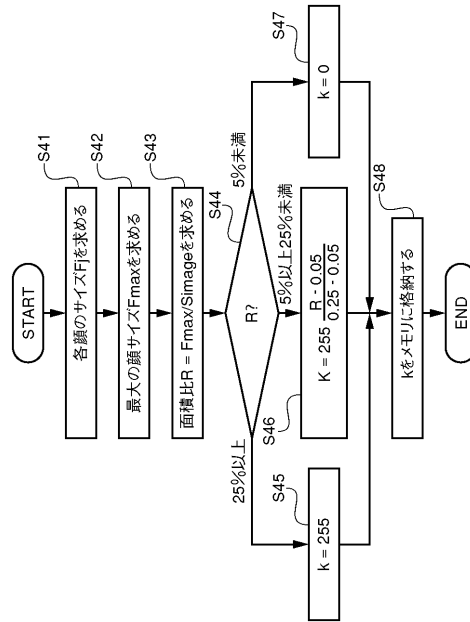 START
S41
各顔のサイズFjを求める
S42
最大の顔サイズFmaxを求める
S43
面積比R = Fmax/Simageを求める
S44
R?
25%以上
5%以上25%未満
5%未満
S45
k = 255
S46
K = 255 R - 0.05
0.25 - 0.05
S47
k = 0
S48
kをメモリに格納する
END